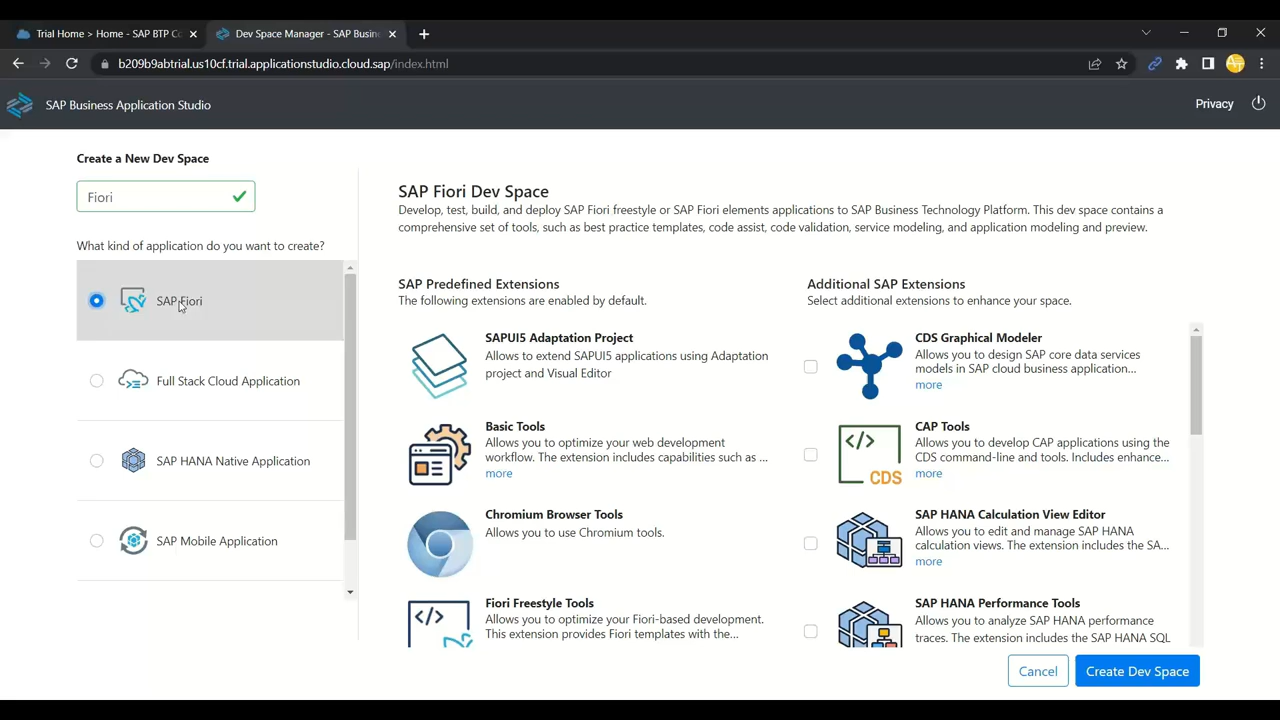 Trial Home > Home - SAP BTP Co
Dev Space Manager - SAP Busin
b209b9abtrial.us10cf.trial.applicationstudio.cloud.sap/index.html
SAP Business Application Studio
Privacy
Create a New Dev Space
Fiori
What kind of application do you want to create?
SAP Fiori
Full Stack Cloud Application
SAP HANA Native Application
SAP Mobile Application
SAP Fiori Dev Space
Develop, test, build, and deploy SAP Fiori freestyle or SAP Fiori elements applications to SAP Business Technology Platform. This dev space contains a
comprehensive set of tools, such as best practice templates, code assist, code validation, service modeling, and application modeling and preview.
SAP Predefined Extensions
The following extensions are enabled by default.
SAPUI5 Adaptation Project
Allows to extend SAPUI5 applications using Adaptation
project and Visual Editor
Basic Tools
Allows you to optimize your web development
workflow. The extension includes capabilities such as ...
more
Chromium Browser Tools
Allows you to use Chromium tools.
</>
Fiori Freestyle Tools
Allows you to optimize your Fiori-based development.
This extension provides Fiori templates with the...
Additional SAP Extensions
Select additional extensions to enhance your space.
CDS Graphical Modeler
Allows you to design SAP core data services
models in SAP cloud business application...
more
</>
CDS
CAP Tools
Allows you to develop CAP applications using the
CDS command-line and tools. Includes enhance...
more
SAP HANA Calculation View Editor
Allows you to edit and manage SAP HANA
calculation views. The extension includes the SA...
more
SAP HANA Performance Tools
Allows you to analyze SAP HANA performance
traces. The extension includes the SAP HANA SQL
Cancel
Create Dev Space